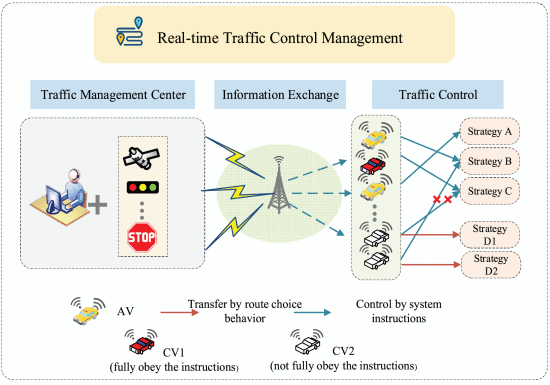 Real-time Traffic Control Management
Traffic Management Center
Information Exchange
Traffic Control
Strategy A
Strategy B
Strategy C
Strategy
D1
Strategy
D2
STOP
AV
Transfer by route choice
behavior
Control by system
instructions
CV1
(fully obey the instructions)
CV2
(not fully obey the instructions)